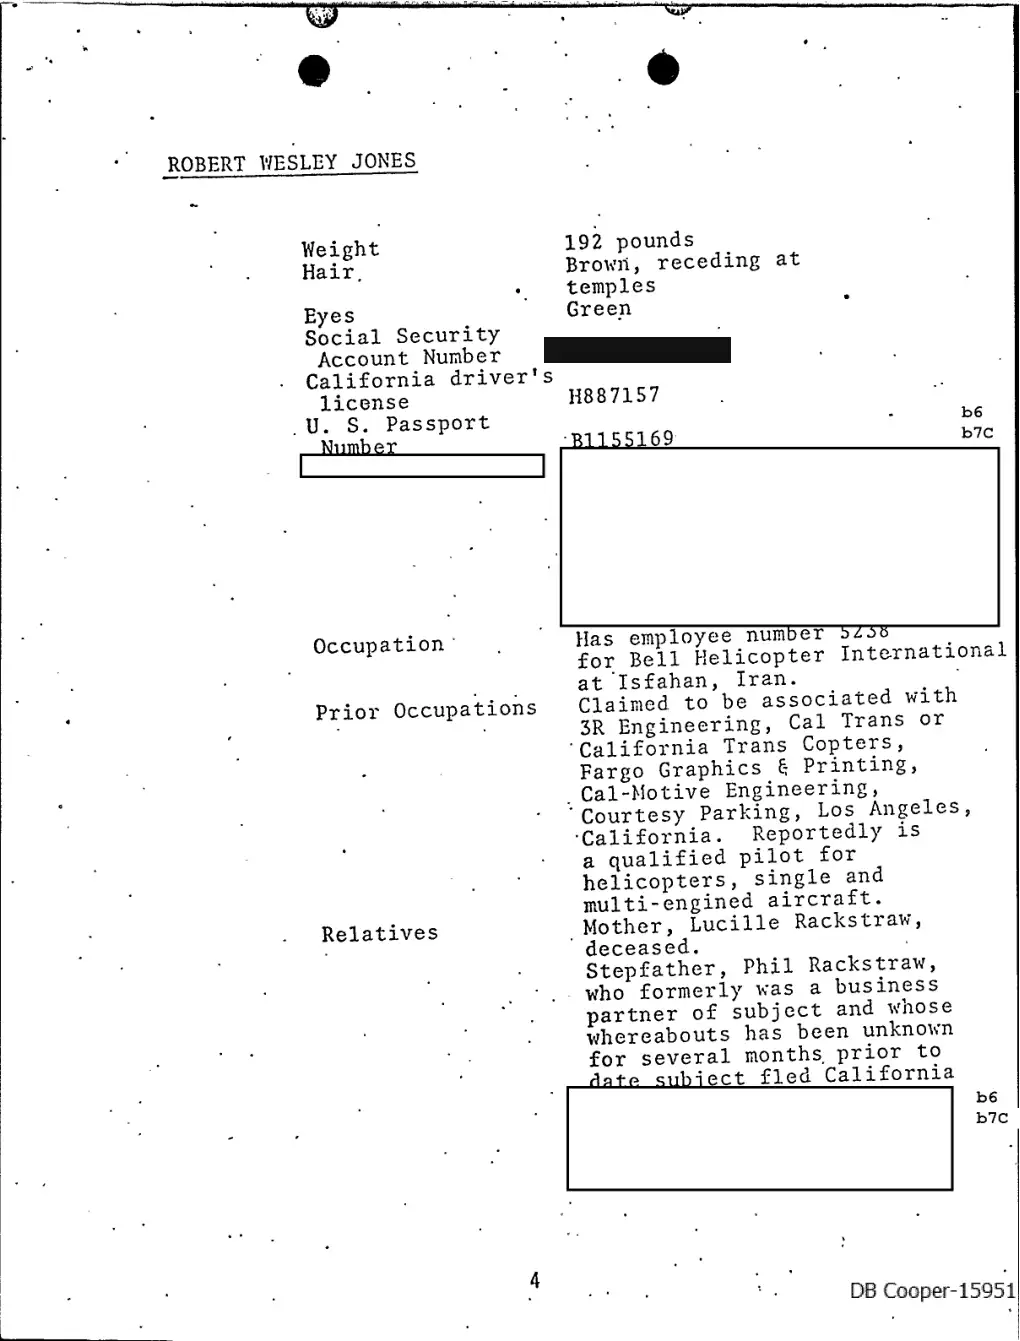 ROBERT WESLEY JONES
Weight 192 pounds
Hair Brown, receding at
temples
Eyes Green
Social Security
Account Number
California driver's
license H887157
U. S. Passport
Number B1155169
b6
b7C
Occupation Has employee number 5238
for Bell Helicopter International
at Isfahan, Iran.
Prior Occupations Claimed to be associated with
3R Engineering, Cal Trans or
California Trans Copters,
Fargo Graphics & Printing,
Cal-Motive Engineering,
Courtesy Parking, Los Angeles,
California. Reportedly is
a qualified pilot for
helicopters, single and
multi-engined aircraft.
Relatives Mother, Lucille Rackstraw,
deceased.
Stepfather, Phil Rackstraw,
who formerly was a business
partner of subject and whose
whereabouts has been unknown
for several months prior to
date subject fled California
b6
b7C
4
DB Cooper-15951